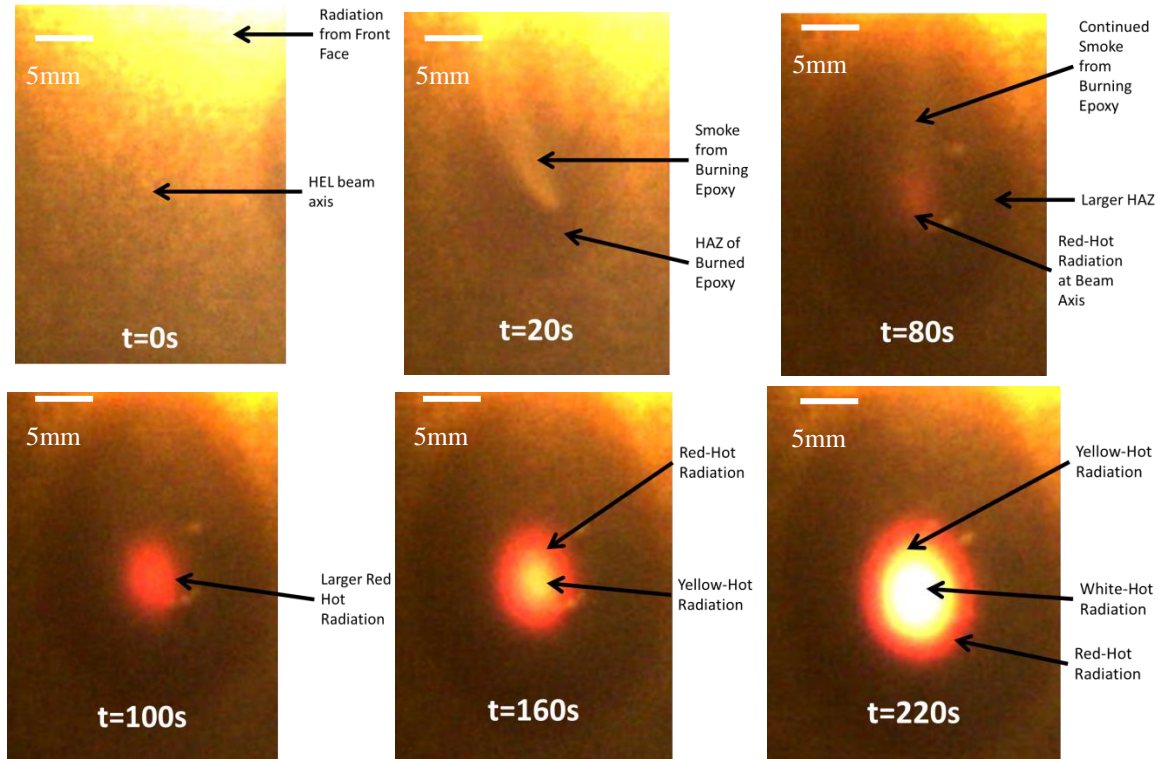 Radiation
from Front
Face
5mm
HEL beam
axis
t=0s
5mm
Smoke
from
Burning
Epoxy
HAZ of
Burned
Epoxy
t=20s
Continued
Smoke
from
Burning
Epoxy
5mm
Larger HAZ
Red-Hot
Radiation
at Beam
Axis
t=80s
5mm
Larger Red
Hot
Radiation
t=100s
5mm
Red-Hot
Radiation
Yellow-Hot
Radiation
t=160s
5mm
Yellow-Hot
Radiation
White-Hot
Radiation
Red-Hot
Radiation
t=220s